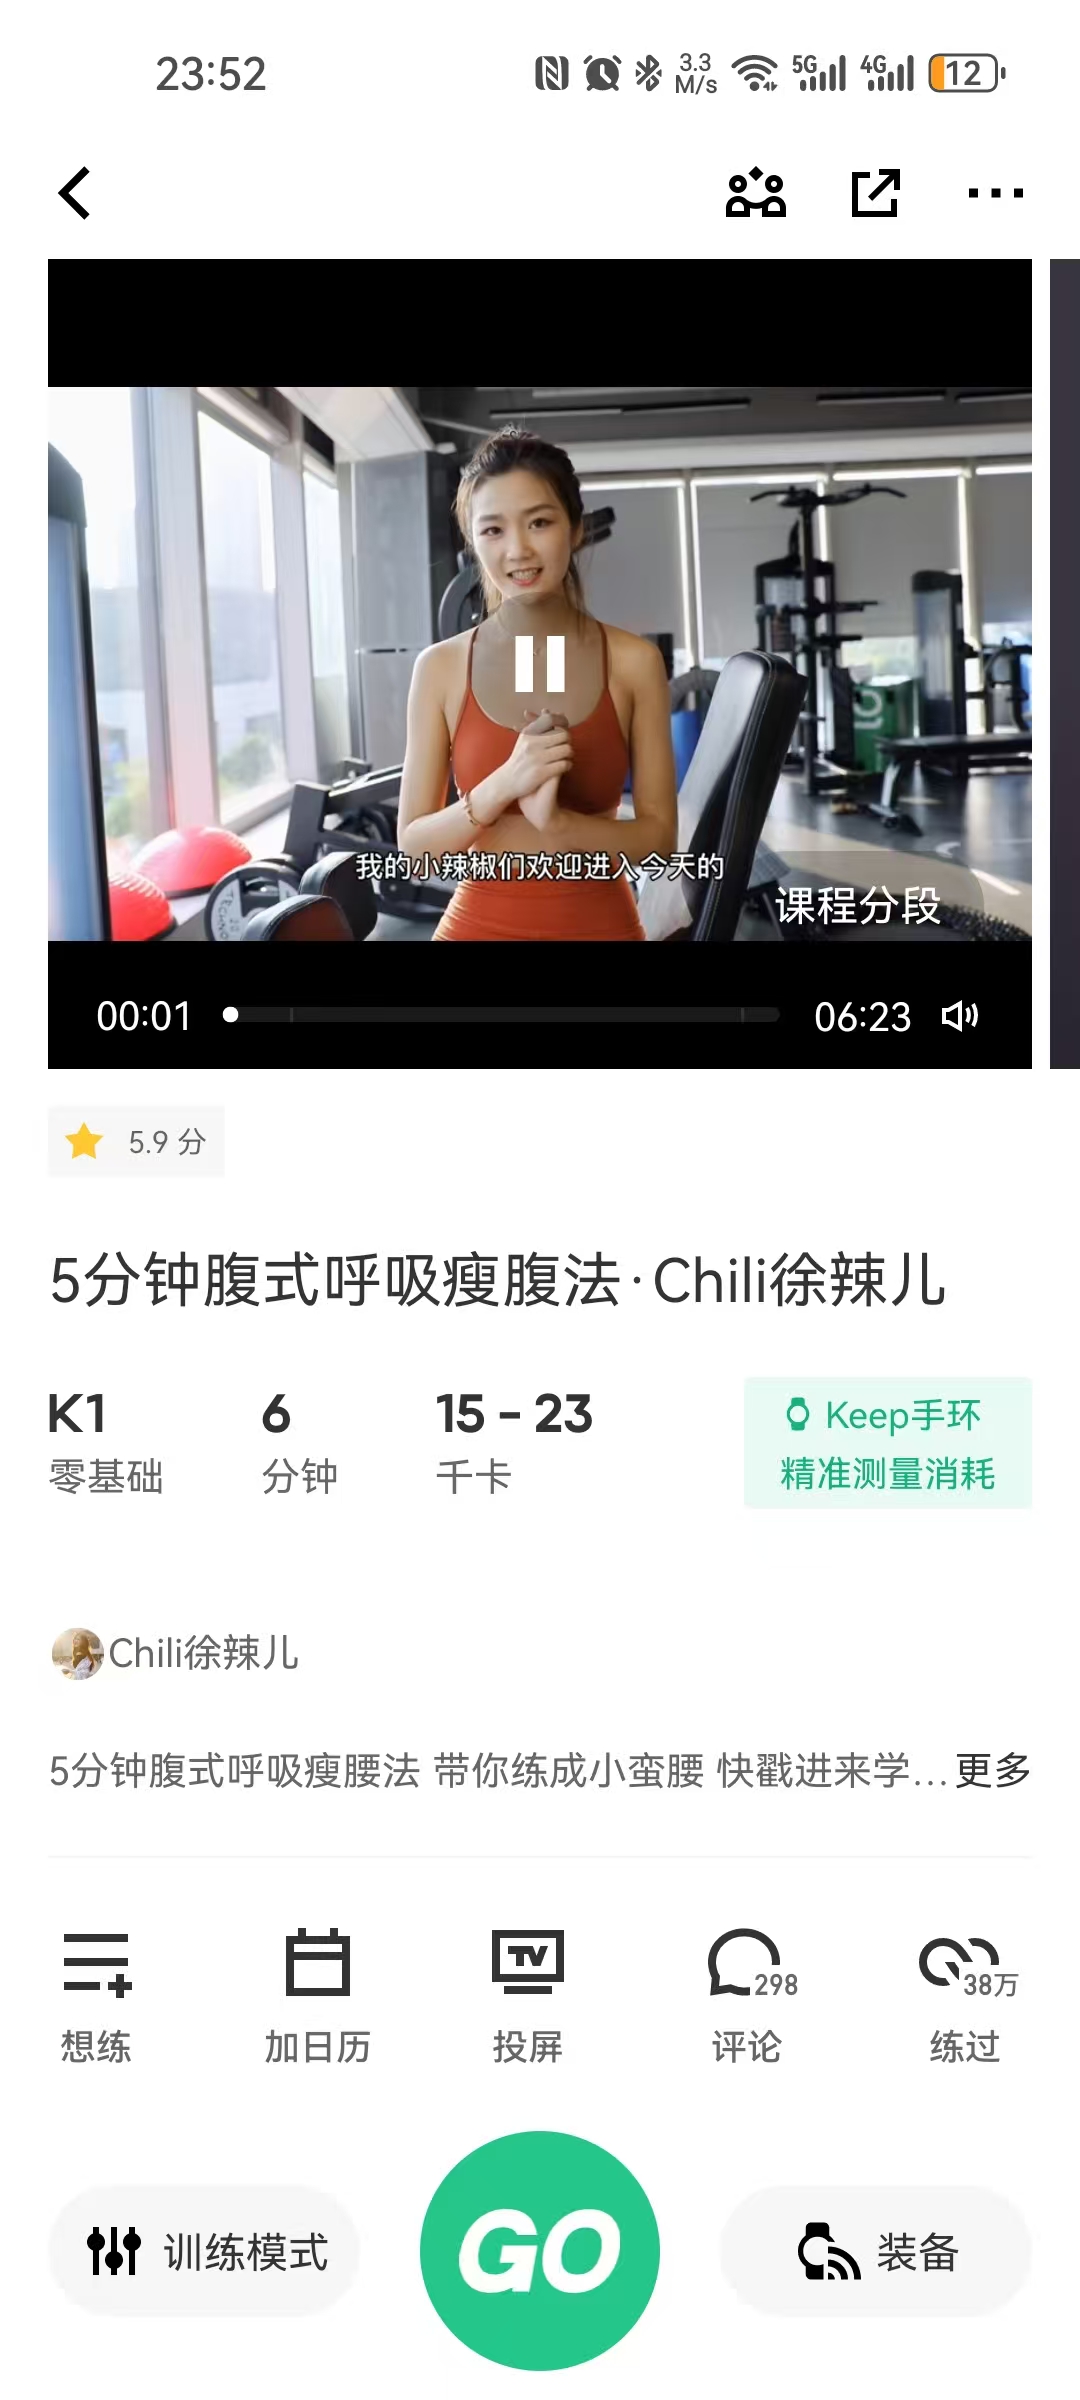 23:52
3.3
M/s
5G
4G
12
我的小辣椒们欢迎进入今天的
课程分段
00:01
06:23
5.9 分
5分钟腹式呼吸瘦腹法·Chili徐辣儿
K1
6
15 - 23
零基础
分钟
千卡
Keep手环
精准测量消耗
Chili徐辣儿
5分钟腹式呼吸瘦腰法 带你练成小蛮腰 快戳进来学...更多
TV
298
38万
想练
加日历
投屏
评论
练过
训练模式
GO
装备